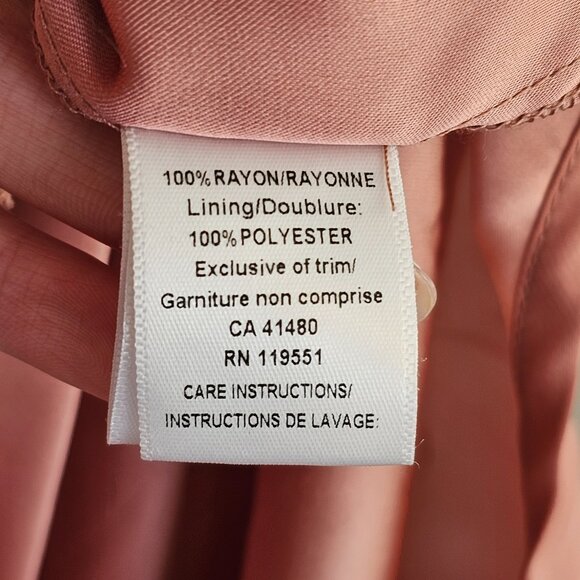 100% RAYON/RAYONNE
Lining/Doublure:
100% POLYESTER
Exclusive of trim/
Garniture non comprise
CA 41480
RN 119551
CARE INSTRUCTIONS/
INSTRUCTIONS DE LAVAGE: